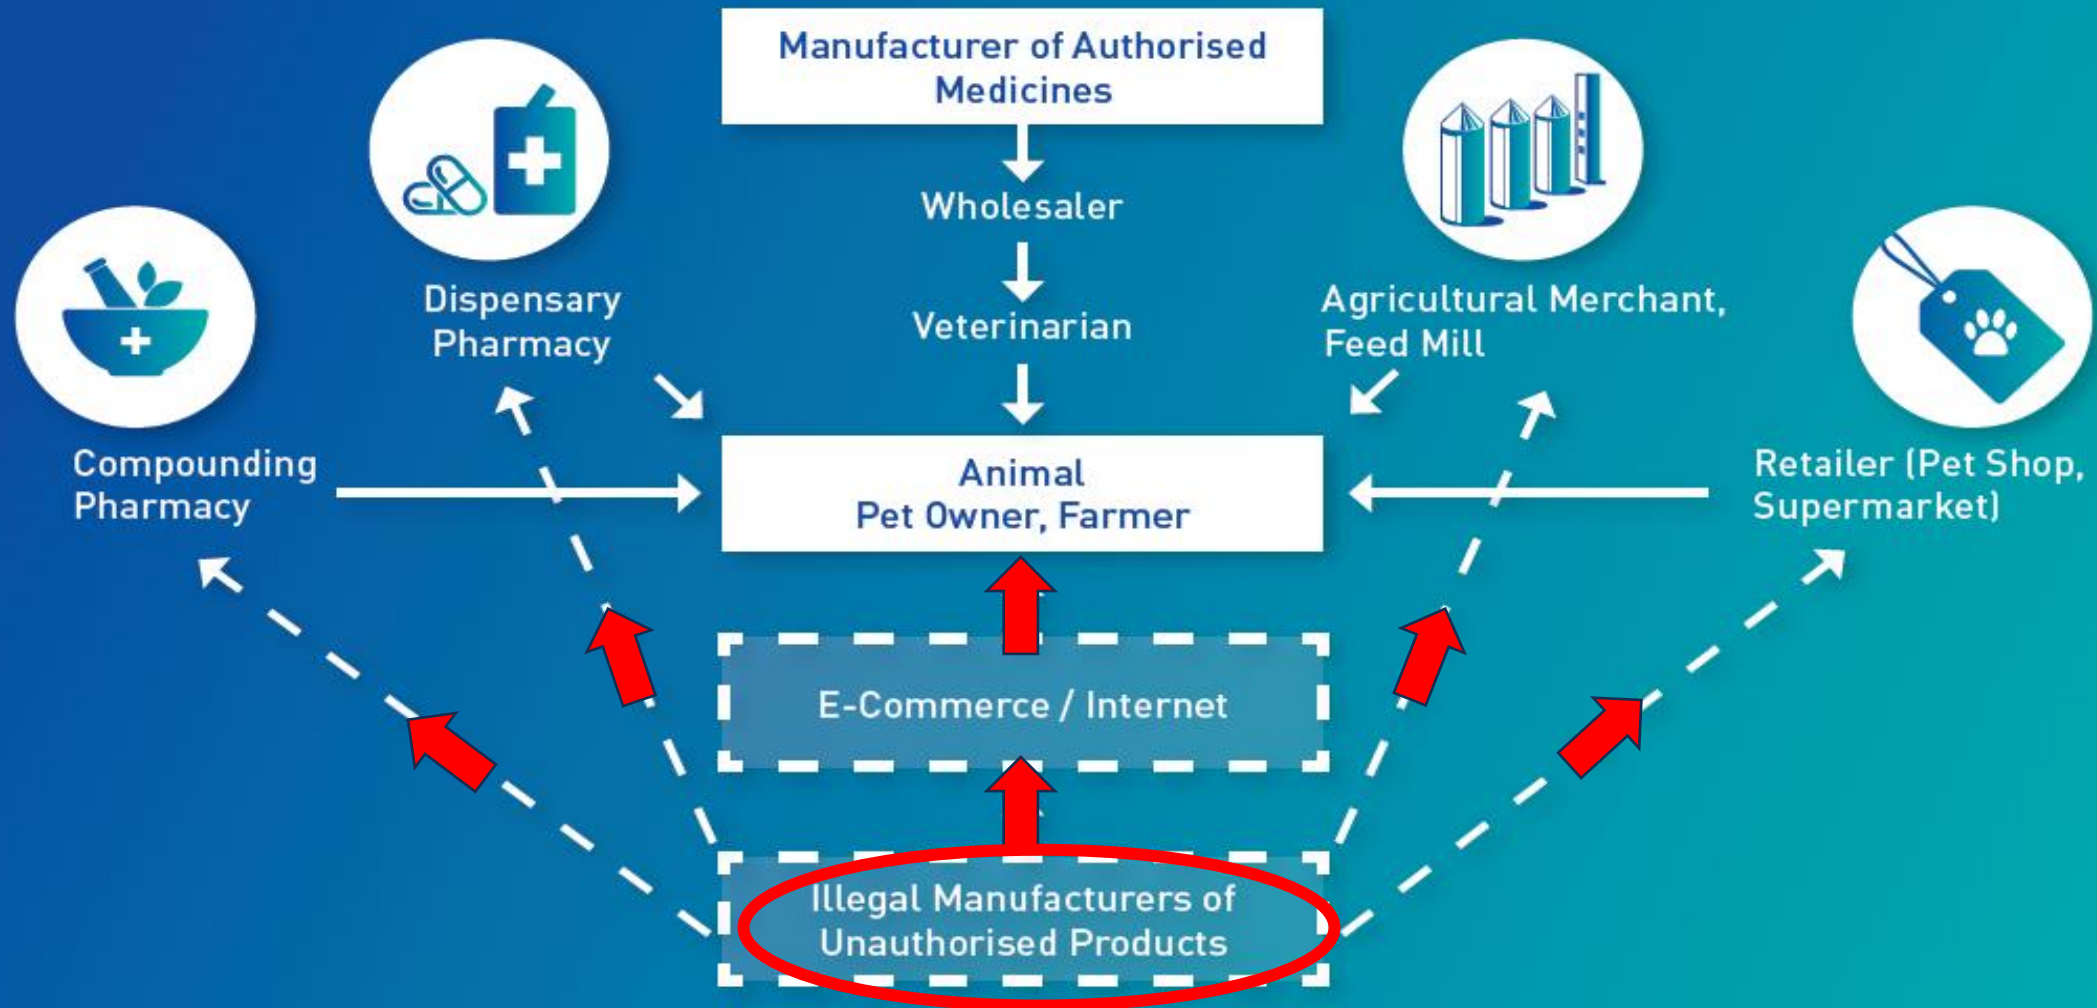 Manufacturer of Authorised
Medicines
Wholesaler
Dispensary
Pharmacy
Veterinarian
Agricultural Merchant,
Feed Mill
Compounding
Pharmacy
Animal
Pet Owner, Farmer
Retailer (Pet Shop,
Supermarket)
E-Commerce / Internet
Illegal Manufacturers of
Unauthorised Products